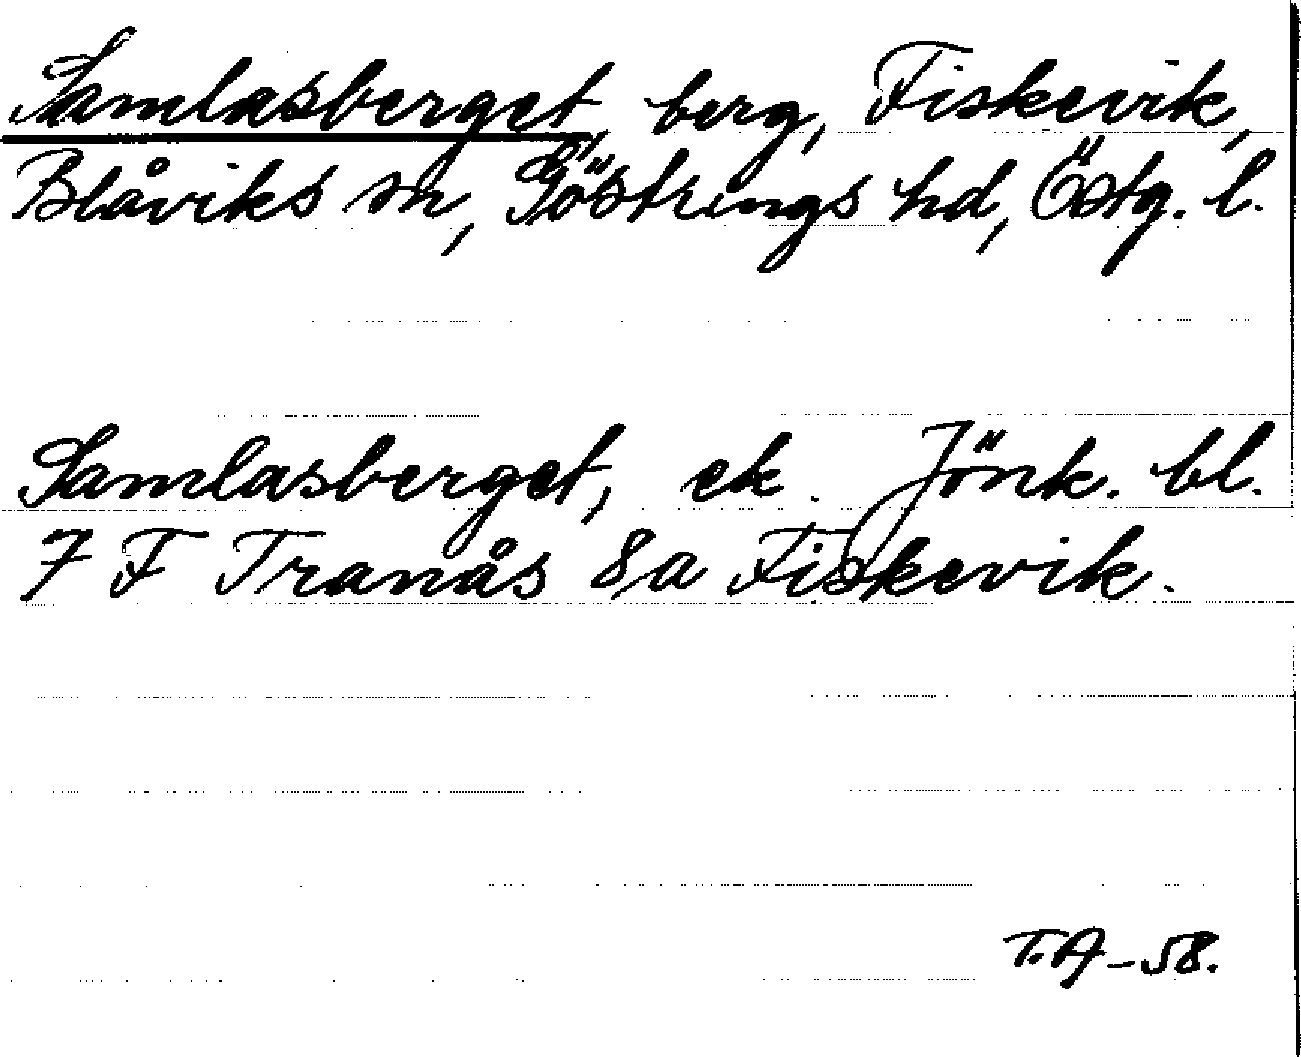 Samlasberget, berg, Fiskevik,
Blåviks sn, Göstrings hd, Östg. l.
Samlasberget, ek. Jönk. bl.
7 F Tranås 8a Fiskevik.
T.A-58.